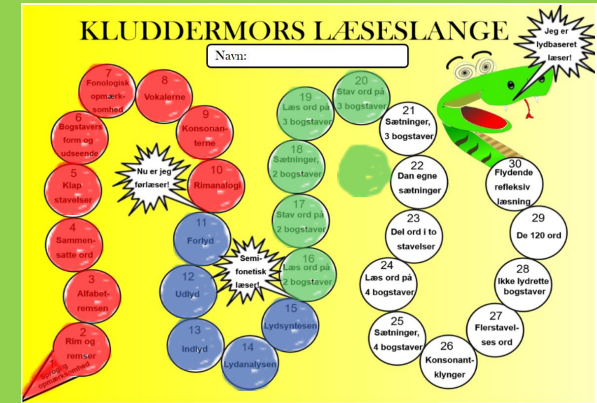 KLUDDERMORS LÆSESLANGE
Navn:
Jeg er
lydbaseret
læser!
1
Sproglig
opmærksomhed
2
Rim og
remser
3
Alfabet-
remsen
4
Sammen-
satte ord
5
Klap
stavelser
6
Bogstavers
form og
udseende
7
Fonologisk
opmærk-
somhed
8
Vokalerne
9
Konsonan-
terne
10
Rimanalogi
Nu er jeg
førlæser!
11
Forlyd
12
Udlyd
13
Indlyd
14
Lydanalysen
15
Lydsyntesen
Semi-
fonetisk
læser!
16
Læs ord på
2 bogstaver
17
Stav ord på
2 bogstaver
18
Sætninger,
2 bogstaver
19
Læs ord på
3 bogstaver
20
Stav ord på
3 bogstaver
21
Sætninger,
3 bogstaver
22
Dan egne
sætninger
23
Del ord i to
stavelser
24
Læs ord på
4 bogstaver
25
Sætninger,
4 bogstaver
26
Konsonant-
klynger
27
Flerstavel-
ses ord
28
Ikke lydrette
bogstaver
29
De 120 ord
30
Flydende
refleksiv
læsning